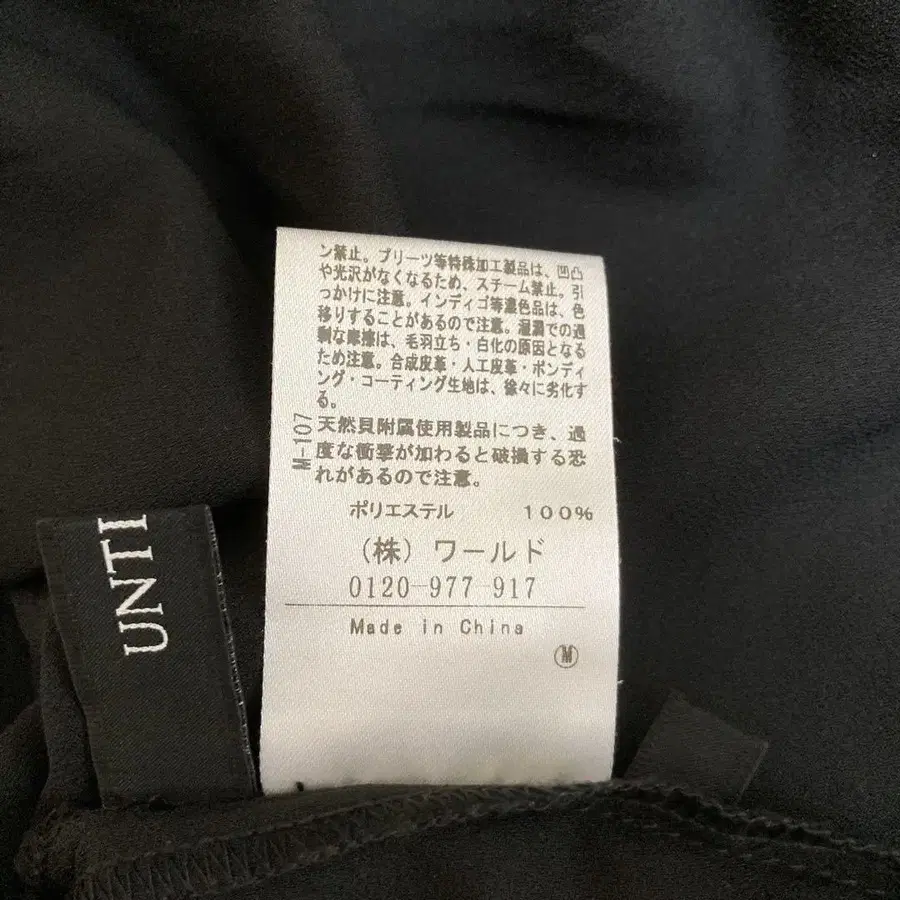 ン禁止。プリーツ等特殊加工製品は、凹凸
や光沢がなくなるため、スチーム禁止。引
っかけに注意。インディゴ等濃色品は、色
移りすることがあるので注意。湿潤での過
剰な摩擦は、毛羽立ち・白化の原因となる
ため注意。合成皮革・人工皮革・ボンディ
ング・コーティング生地は、徐々に劣化す
る。
M-107
天然貝附属使用製品につき、過
度な衝撃が加わると破損する恐
れがあるので注意。
ポリエステル 100%
(株) ワールド
0120-977-917
Made in China
M
UNTI